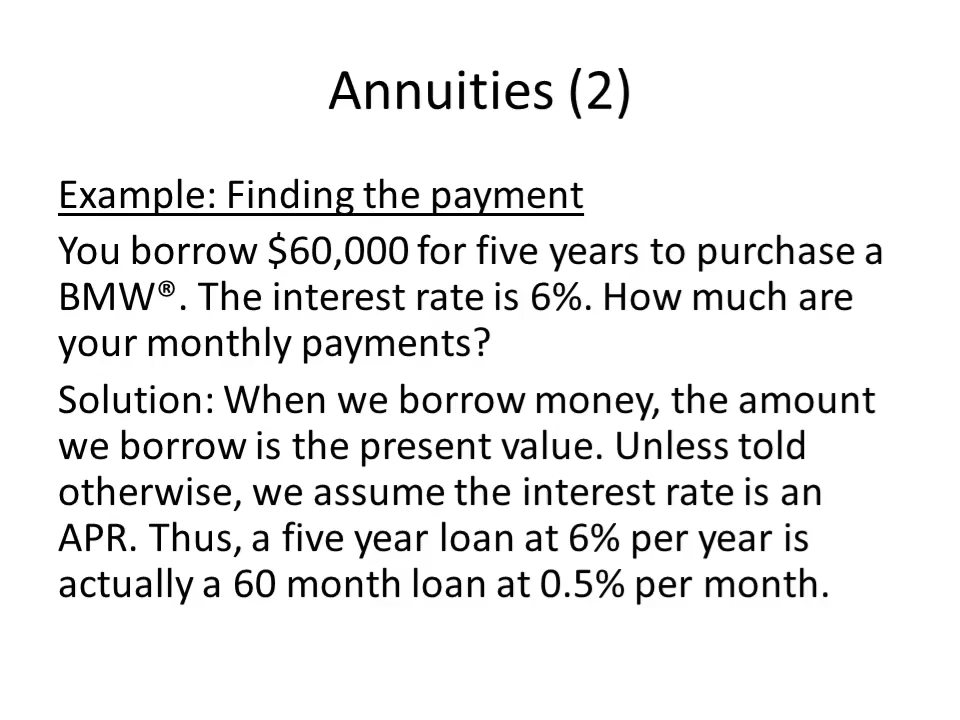 Annuities (2)
Example: Finding the payment
You borrow $60,000 for five years to purchase a
BMW®. The interest rate is 6%. How much are
your monthly payments?
Solution: When we borrow money, the amount
we borrow is the present value. Unless told
otherwise, we assume the interest rate is an
APR. Thus, a five year loan at 6% per year is
actually a 60 month loan at 0.5% per month.